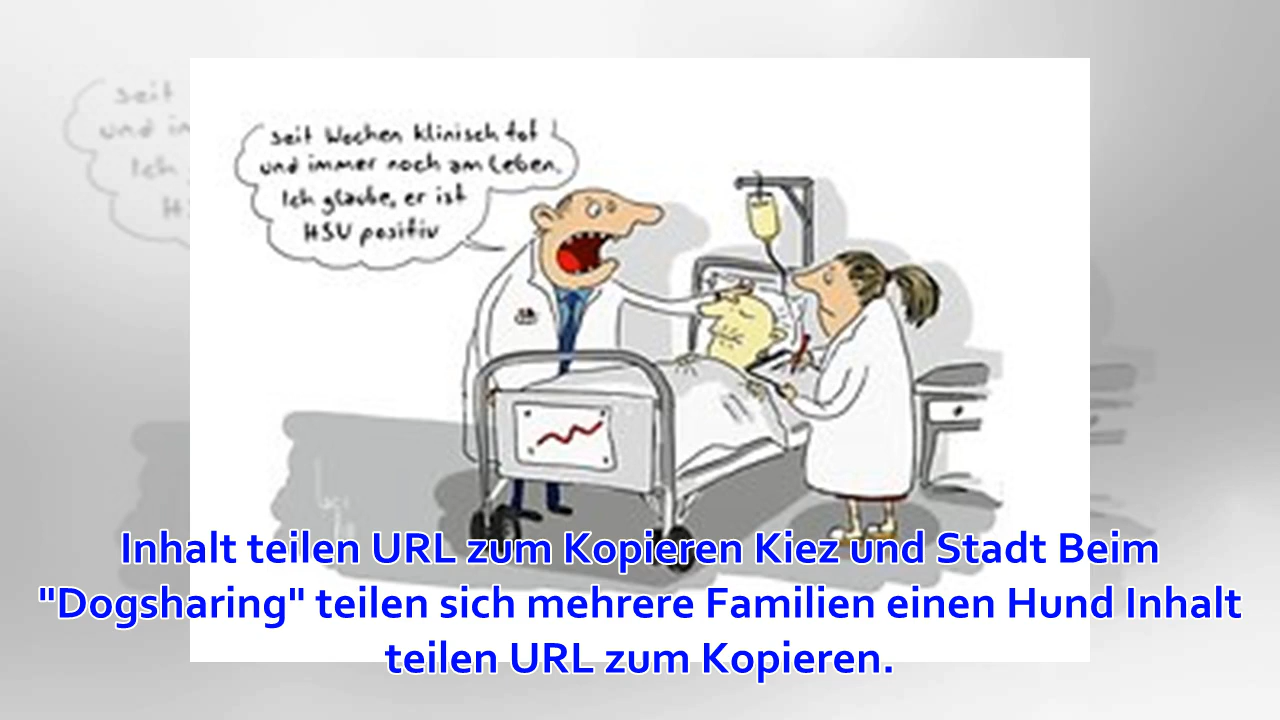 seit Wochen klinisch tot
und immer noch am Leben.
Ich glaube, er ist
HSV positiv
Inhalt teilen URL zum Kopieren Kiez und Stadt Beim
"Dogsharing" teilen sich mehrere Familien einen Hund Inhalt
teilen URL zum Kopieren.